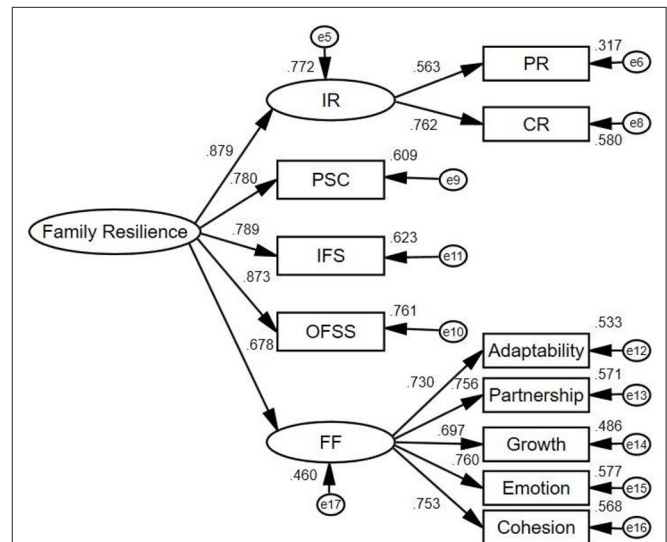 e5
.772
IR
.563
PR
.317
e6
.762
CR
e8
.580
.879
.780
PSC
.609
e9
Family Resilience
.789
IFS
.623
e11
.873
OFSS
.761
e10
.678
.730
Adaptability
.533
e12
.756
Partnership
.571
e13
FF
.697
Growth
.486
e14
.460
e17
.760
Emotion
.577
e15
.753
Cohesion
.568
e16